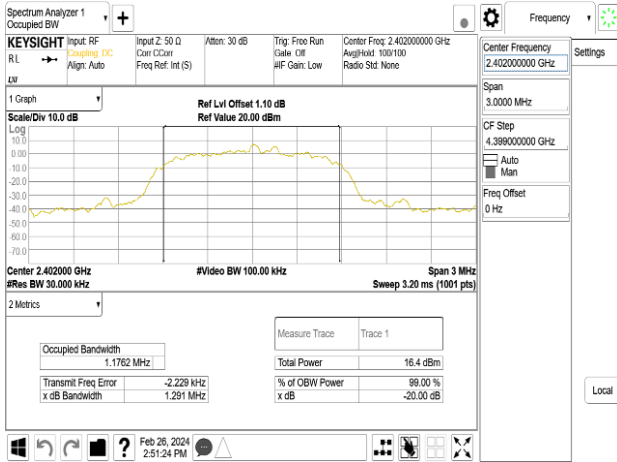 Spectrum Analyzer 1
Occupied BW
Frequency
KEYSIGHT
RL
LXI
Input: RF
Coupling: DC
Align: Auto
Input Z: 50 Ω
Corr CCorr
Freq Ref: Int (S)
Atten: 30 dB
Trig: Free Run
Gate: Off
#IF Gain: Low
Center Freq: 2.402000000 GHz
Avg|Hold: 100/100
Radio Std: None
Center Frequency
2.402000000 GHz
Settings
Span
3.0000 MHz
CF Step
4.399000000 GHz
Auto
Man
Freq Offset
0 Hz
Local
1 Graph
Scale/Div 10.0 dB
Ref Lvl Offset 1.10 dB
Ref Value 20.00 dBm
Log
10.0
0.00
-10.0
-20.0
-30.0
-40.0
-50.0
-60.0
-70.0
Center 2.402000 GHz
#Video BW 100.00 kHz
Span 3 MHz
#Res BW 30.000 kHz
Sweep 3.20 ms (1001 pts)
2 Metrics
Measure Trace Trace 1
Occupied Bandwidth
1.1762 MHz
Total Power 16.4 dBm
Transmit Freq Error -2.229 kHz
% of OBW Power 99.00 %
x dB Bandwidth 1.291 MHz
x dB -20.00 dB
Feb 26, 2024
2:51:24 PM